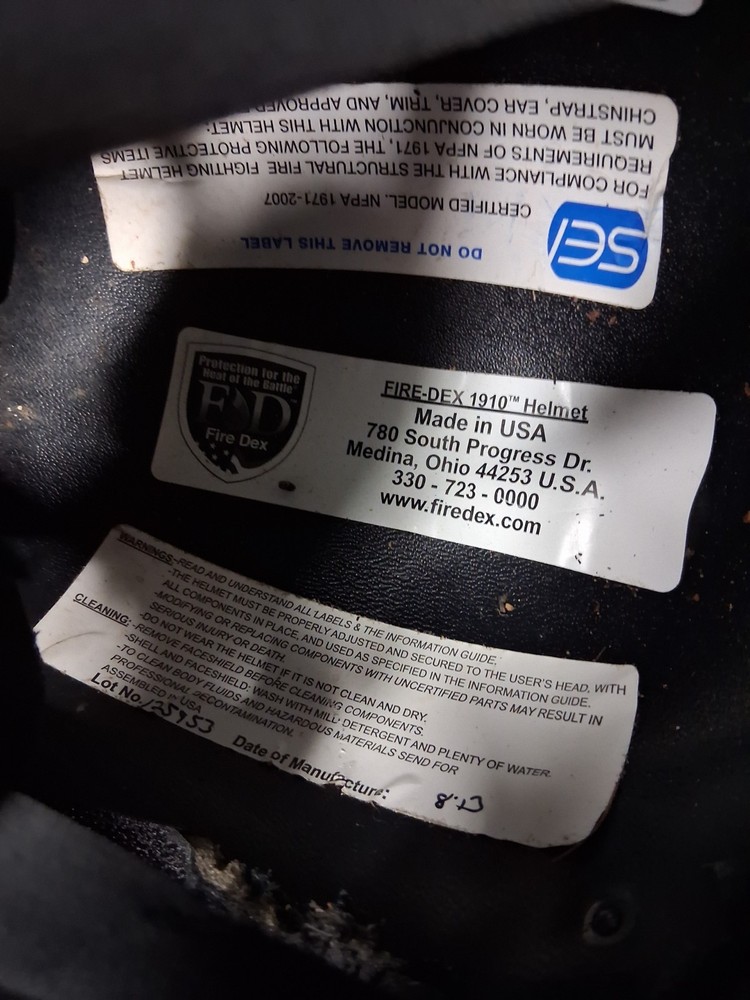 DO NOT REMOVE THIS LABEL
SEI
CERTIFIED MODEL. NFPA 1971-2007
FOR COMPLIANCE WITH THE STRUCTURAL FIRE FIGHTING HELMET
REQUIREMENTS OF NFPA 1971, THE FOLLOWING PROTECTIVE ITEMS
MUST BE WORN IN CONJUNCTION WITH THIS HELMET:
CHINSTRAP, EAR COVER, TRIM, AND APPROVED
Protection for the
Heat of the Battle
FD
Fire Dex
FIRE-DEX 1910™ Helmet
Made in USA
780 South Progress Dr.
Medina, Ohio 44253 U.S.A.
330 - 723 - 0000
www.firedex.com
WARNINGS:-READ AND UNDERSTAND ALL LABELS & THE INFORMATION GUIDE.
-THE HELMET MUST BE PROPERLY ADJUSTED AND SECURED TO THE USER'S HEAD, WITH
ALL COMPONENTS IN PLACE, AND USED AS SPECIFIED IN THE INFORMATION GUIDE.
-MODIFYING OR REPLACING COMPONENTS WITH UNCERTIFIED PARTS MAY RESULT IN
SERIOUS INJURY OR DEATH.
-DO NOT WEAR THE HELMET IF IT IS NOT CLEAN AND DRY.
CLEANING: -REMOVE FACESHIELD BEFORE CLEANING COMPONENTS.
-SHELL AND FACESHIELD: WASH WITH MILD DETERGENT AND PLENTY OF WATER.
-TO CLEAN BODY FLUIDS AND HAZARDOUS MATERIALS SEND FOR
PROFESSIONAL DECONTAMINATION.
ASSEMBLED IN USA
Lot No. 125953 Date of Manufacture: 8.13